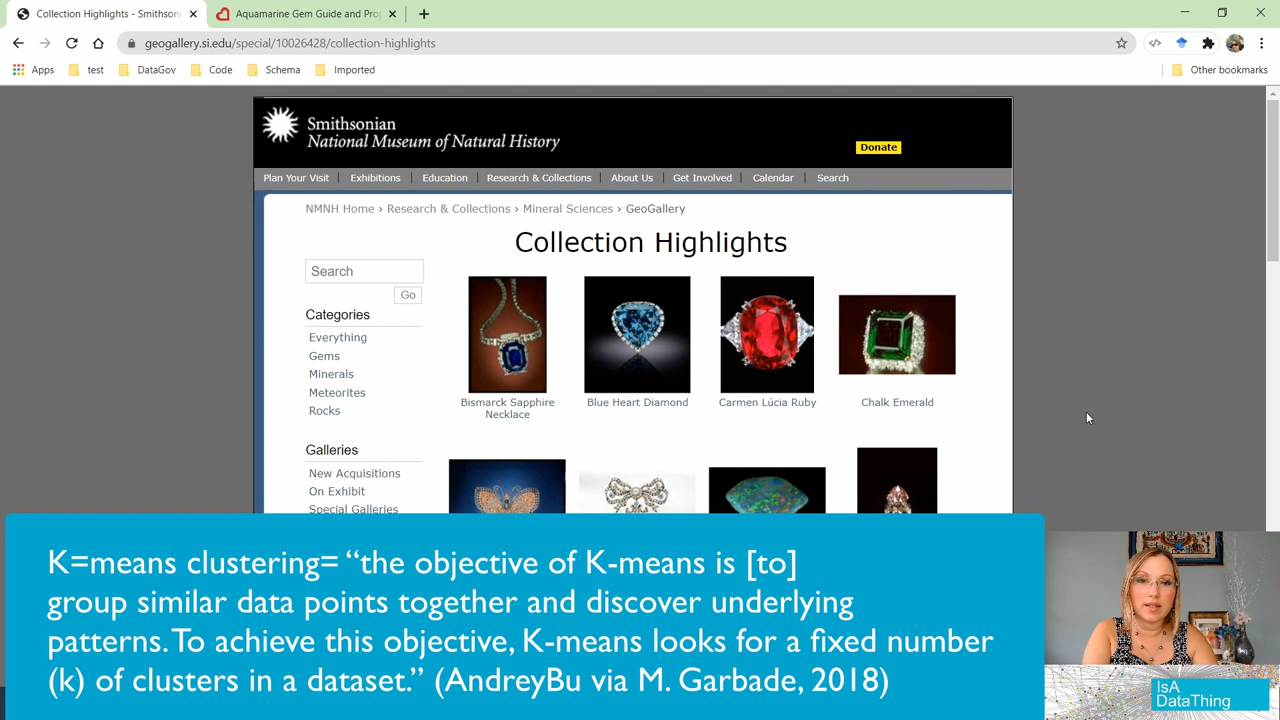 Collection Highlights - Smithsoni
Aquamarine Gem Guide and Prop
geogallery.si.edu/special/10026428/collection-highlights
Apps test DataGov Code Schema Imported Other bookmarks
Smithsonian
National Museum of Natural History
Donate
Plan Your Visit Exhibitions Education Research & Collections About Us Get Involved Calendar Search
NMNH Home › Research & Collections › Mineral Sciences › GeoGallery
Collection Highlights
Search
Go
Categories
Everything
Gems
Minerals
Meteorites
Rocks
Galleries
New Acquisitions
On Exhibit
Special Galleries
Bismarck Sapphire
Necklace
Blue Heart Diamond
Carmen Lúcia Ruby
Chalk Emerald
K=means clustering= “the objective of K-means is [to]
group similar data points together and discover underlying
patterns. To achieve this objective, K-means looks for a fixed number
(k) of clusters in a dataset.” (AndreyBu via M. Garbade, 2018)
IsA
DataThing